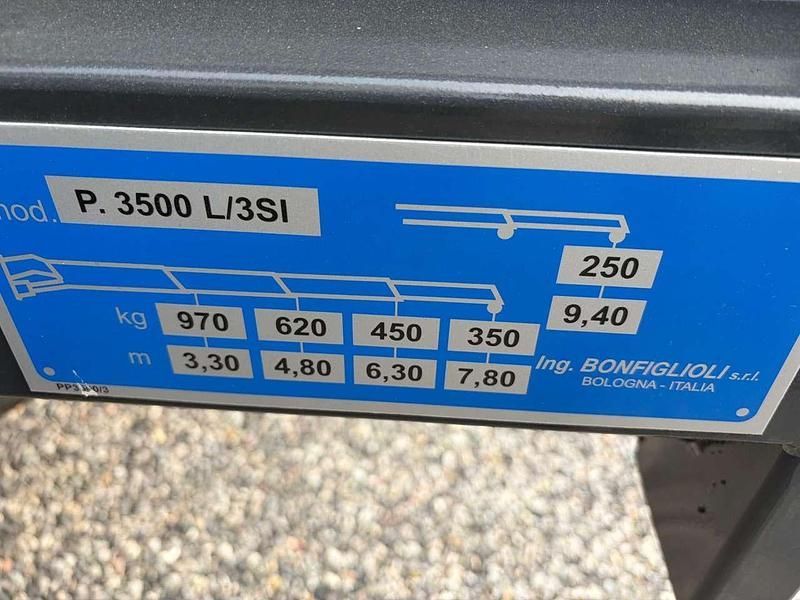 mod. P. 3500 L/3SI
250
9,40
kg 970 620 450 350
m 3,30 4,80 6,30 7,80
Ing. BONFIGLIOLI s.r.l.
BOLOGNA - ITALIA